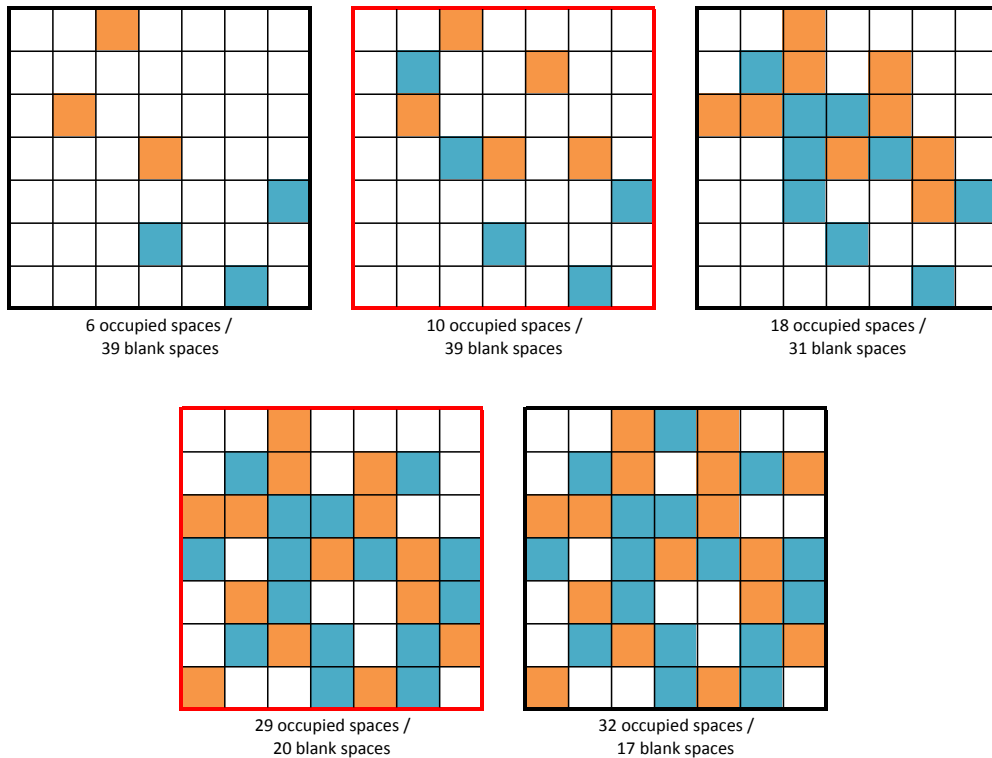 6 occupied spaces /
39 blank spaces
10 occupied spaces /
39 blank spaces
18 occupied spaces /
31 blank spaces
29 occupied spaces /
20 blank spaces
32 occupied spaces /
17 blank spaces